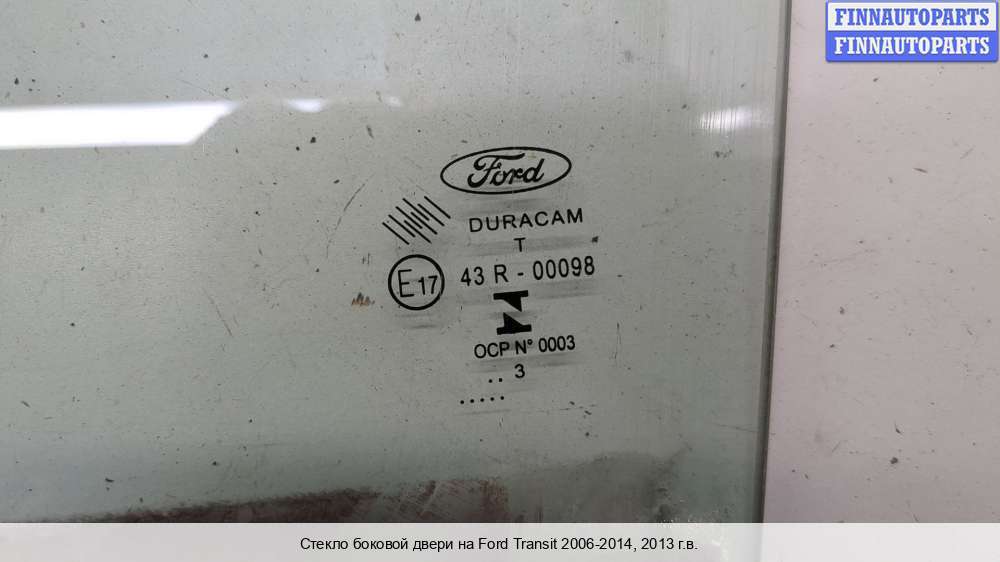 FINNAUTOPARTS
FINNAUTOPARTS
Ford
DURACAM
T
E17
43 R - 00098
OCP N° 0003
.. 3
.....
Стекло боковой двери на Ford Transit 2006-2014, 2013 г.в.